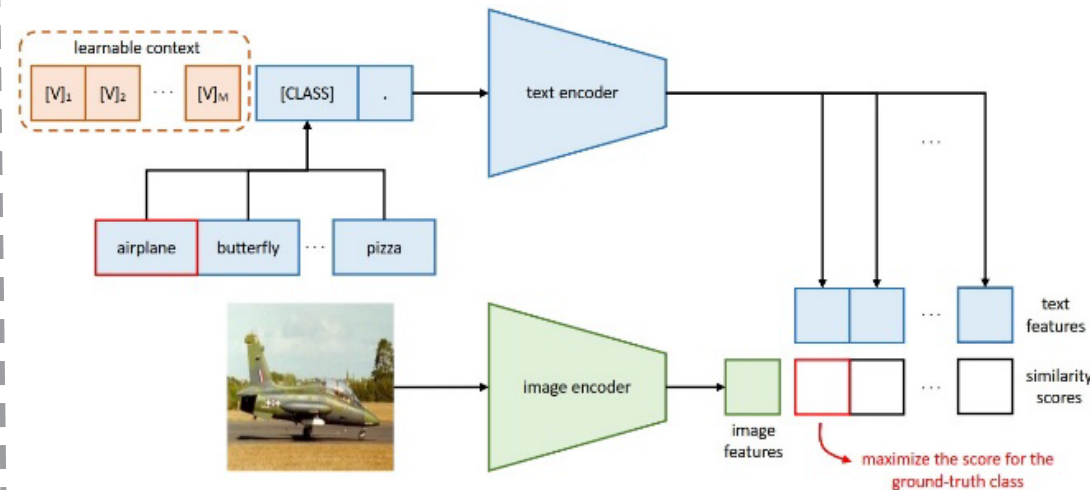 learnable context
[V]₁ [V]₂ ... [V]M [CLASS] .
text encoder
...
airplane butterfly ... pizza
text
features
...
image encoder
similarity
scores
...
image
features
maximize the score for the
ground-truth class